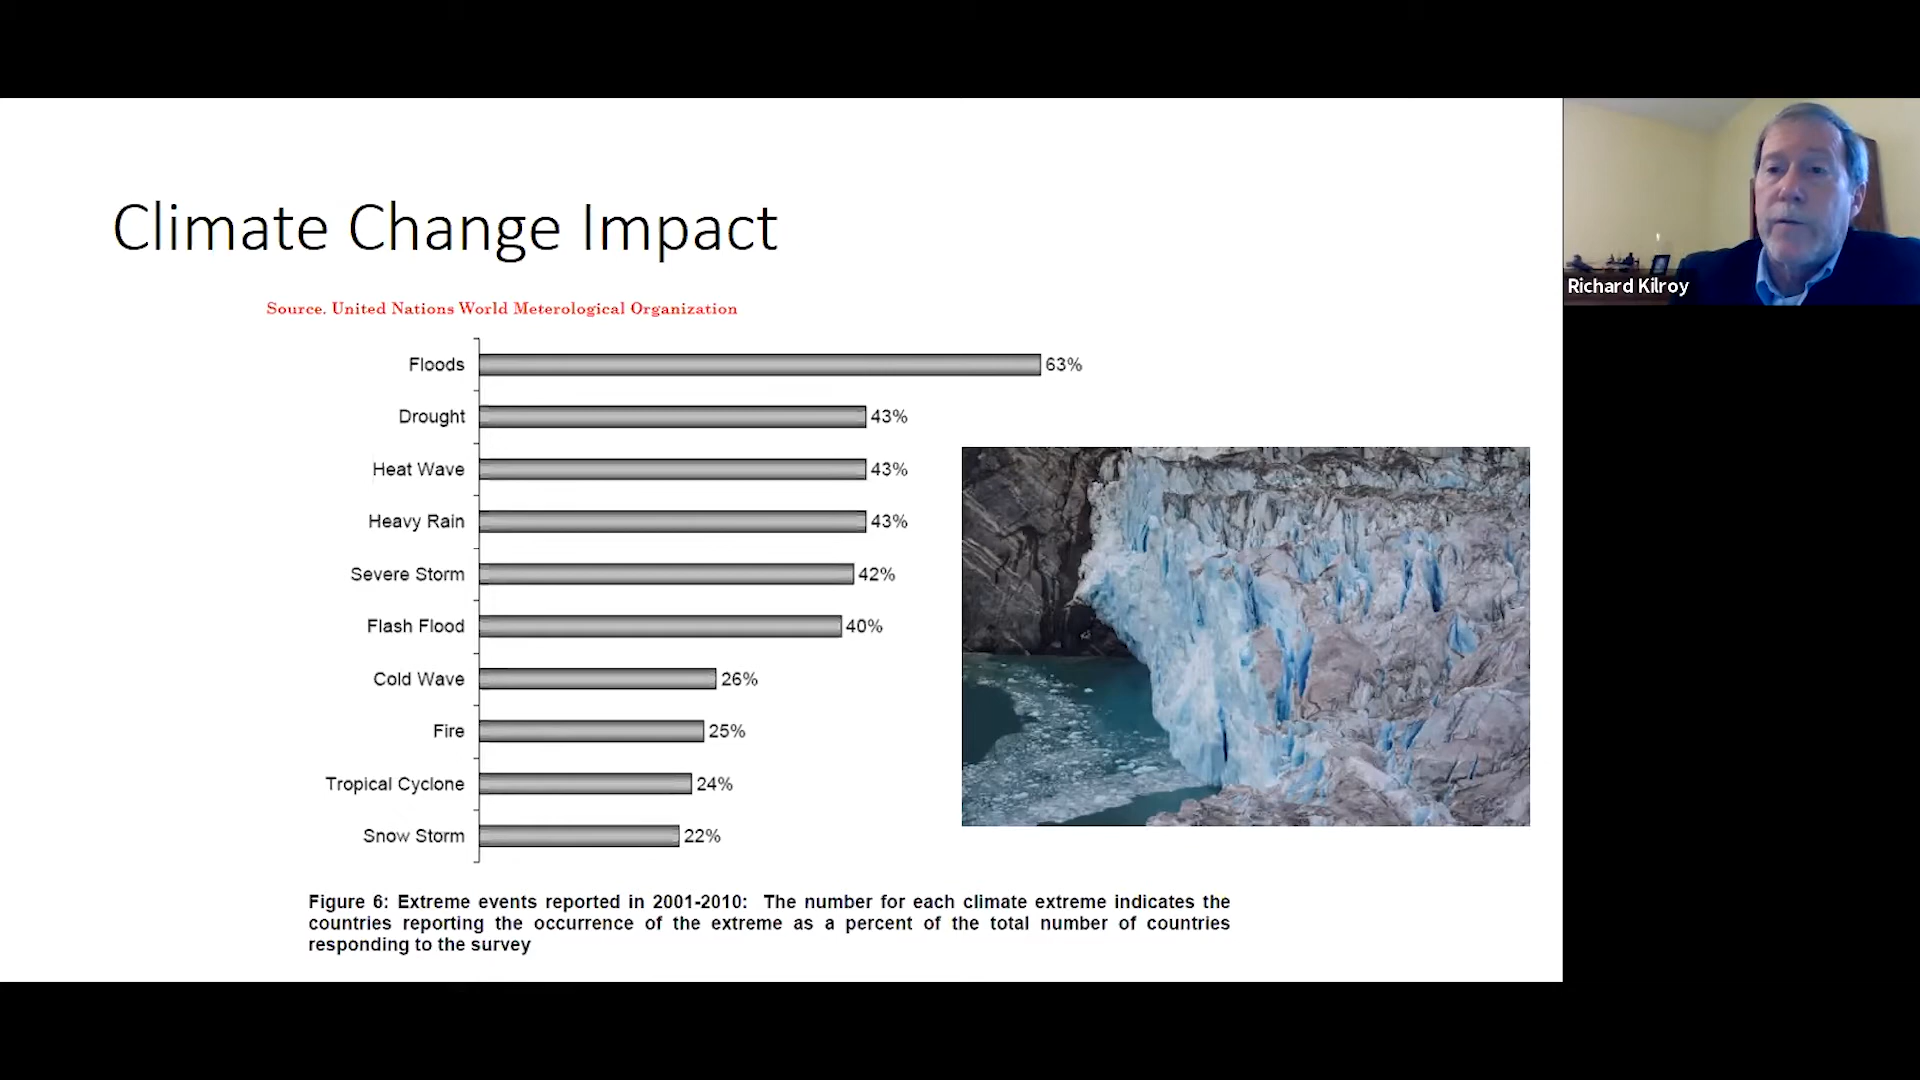 Climate Change Impact
Source. United Nations World Meterological Organization
Floods 63%
Drought 43%
Heat Wave 43%
Heavy Rain 43%
Severe Storm 42%
Flash Flood 40%
Cold Wave 26%
Fire 25%
Tropical Cyclone 24%
Snow Storm 22%
Figure 6: Extreme events reported in 2001-2010: The number for each climate extreme indicates the
countries reporting the occurrence of the extreme as a percent of the total number of countries
responding to the survey
Richard Kilroy